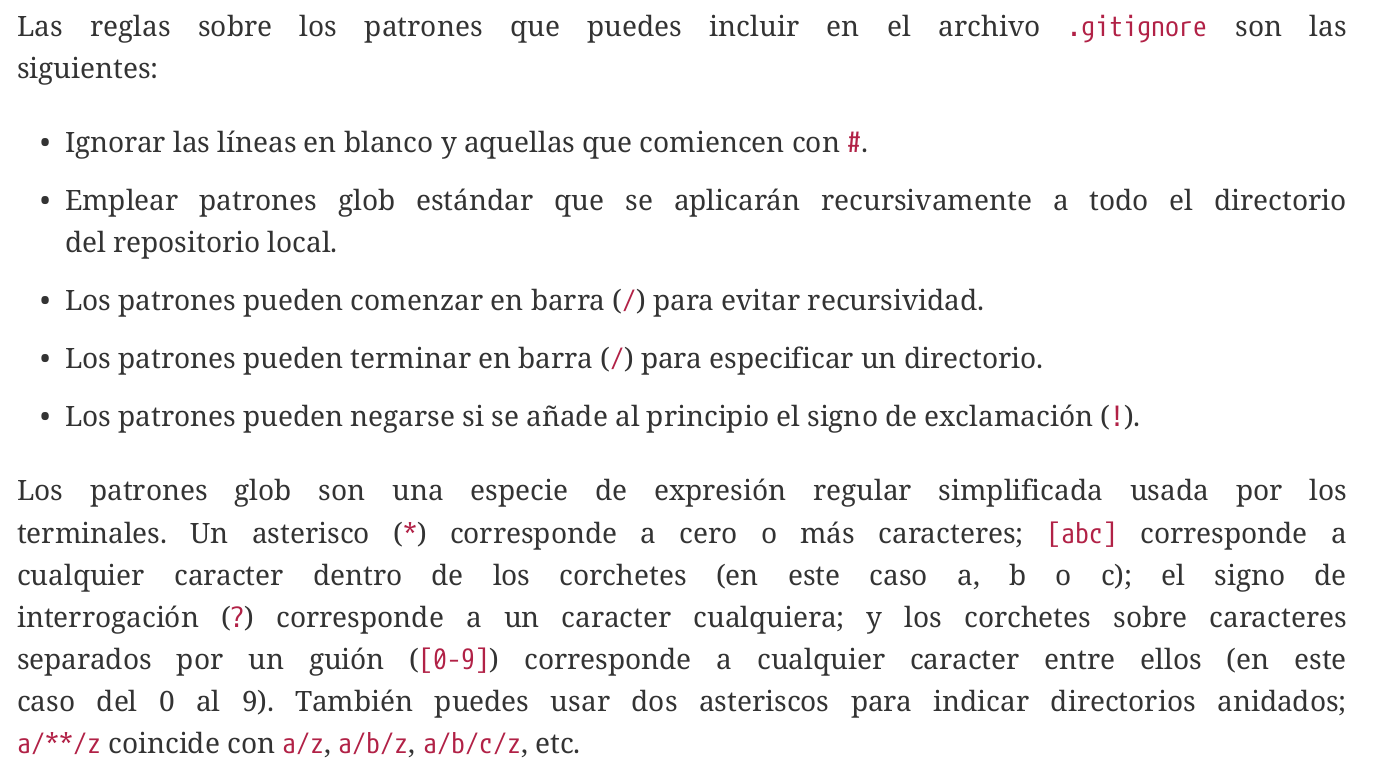 Las reglas sobre los patrones que puedes incluir en el archivo .gitignore son las
siguientes:
• Ignorar las líneas en blanco y aquellas que comiencen con #.
• Emplear patrones glob estándar que se aplicarán recursivamente a todo el directorio
del repositorio local.
• Los patrones pueden comenzar en barra (/) para evitar recursividad.
• Los patrones pueden terminar en barra (/) para especificar un directorio.
• Los patrones pueden negarse si se añade al principio el signo de exclamación (!).
Los patrones glob son una especie de expresión regular simplificada usada por los
terminales. Un asterisco (*) corresponde a cero o más caracteres; [abc] corresponde a
cualquier caracter dentro de los corchetes (en este caso a, b o c); el signo de
interrogación (?) corresponde a un caracter cualquiera; y los corchetes sobre caracteres
separados por un guión ([0-9]) corresponde a cualquier caracter entre ellos (en este
caso del 0 al 9). También puedes usar dos asteriscos para indicar directorios anidados;
a/**/z coincide con a/z, a/b/z, a/b/c/z, etc.